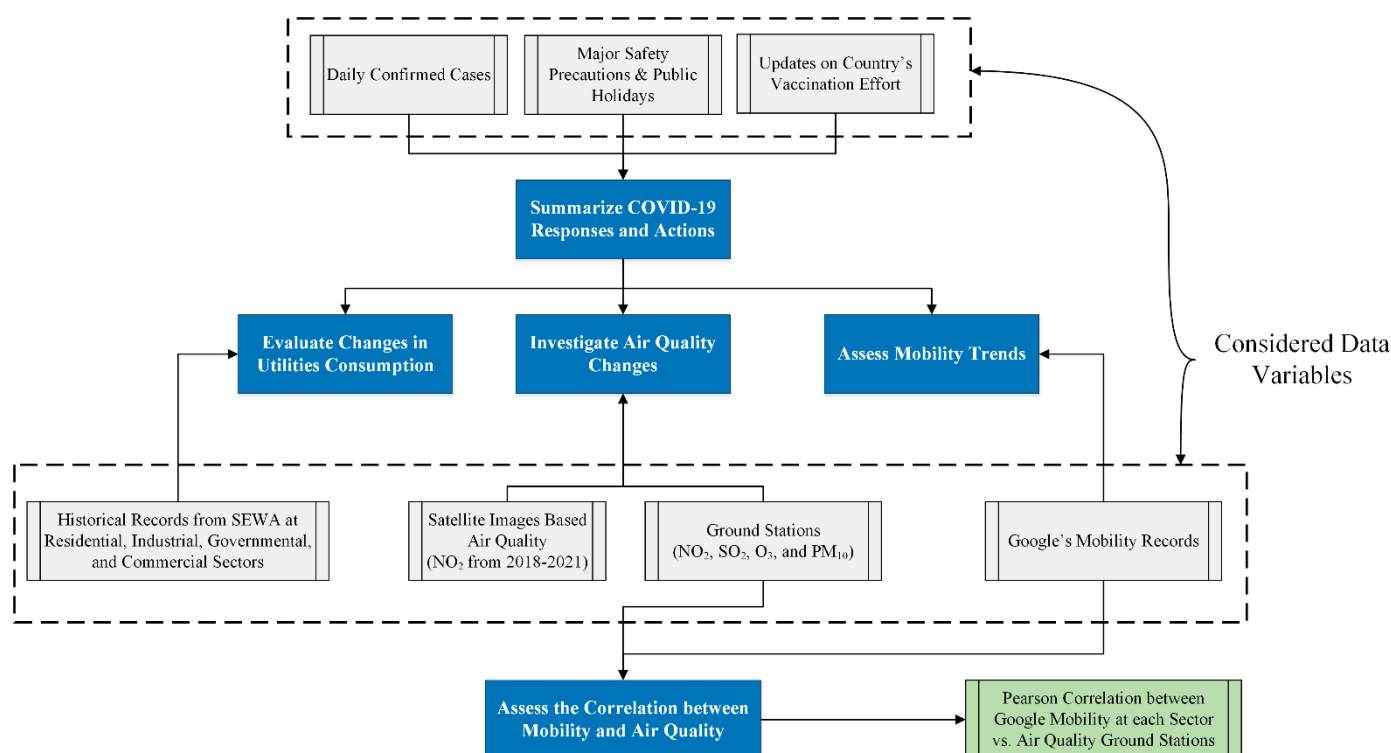 Daily Confirmed Cases
Major Safety
Precautions & Public
Holidays
Updates on Country’s
Vaccination Effort
Summarize COVID-19
Responses and Actions
Evaluate Changes in
Utilities Consumption
Investigate Air Quality
Changes
Assess Mobility Trends
Considered Data
Variables
Historical Records from SEWA at
Residential, Industrial, Governmental,
and Commercial Sectors
Satellite Images Based
Air Quality
(NO₂ from 2018-2021)
Ground Stations
(NO₂, SO₂, O₃, and PM₁₀)
Google’s Mobility Records
Assess the Correlation between
Mobility and Air Quality
Pearson Correlation between
Google Mobility at each Sector
vs. Air Quality Ground Stations